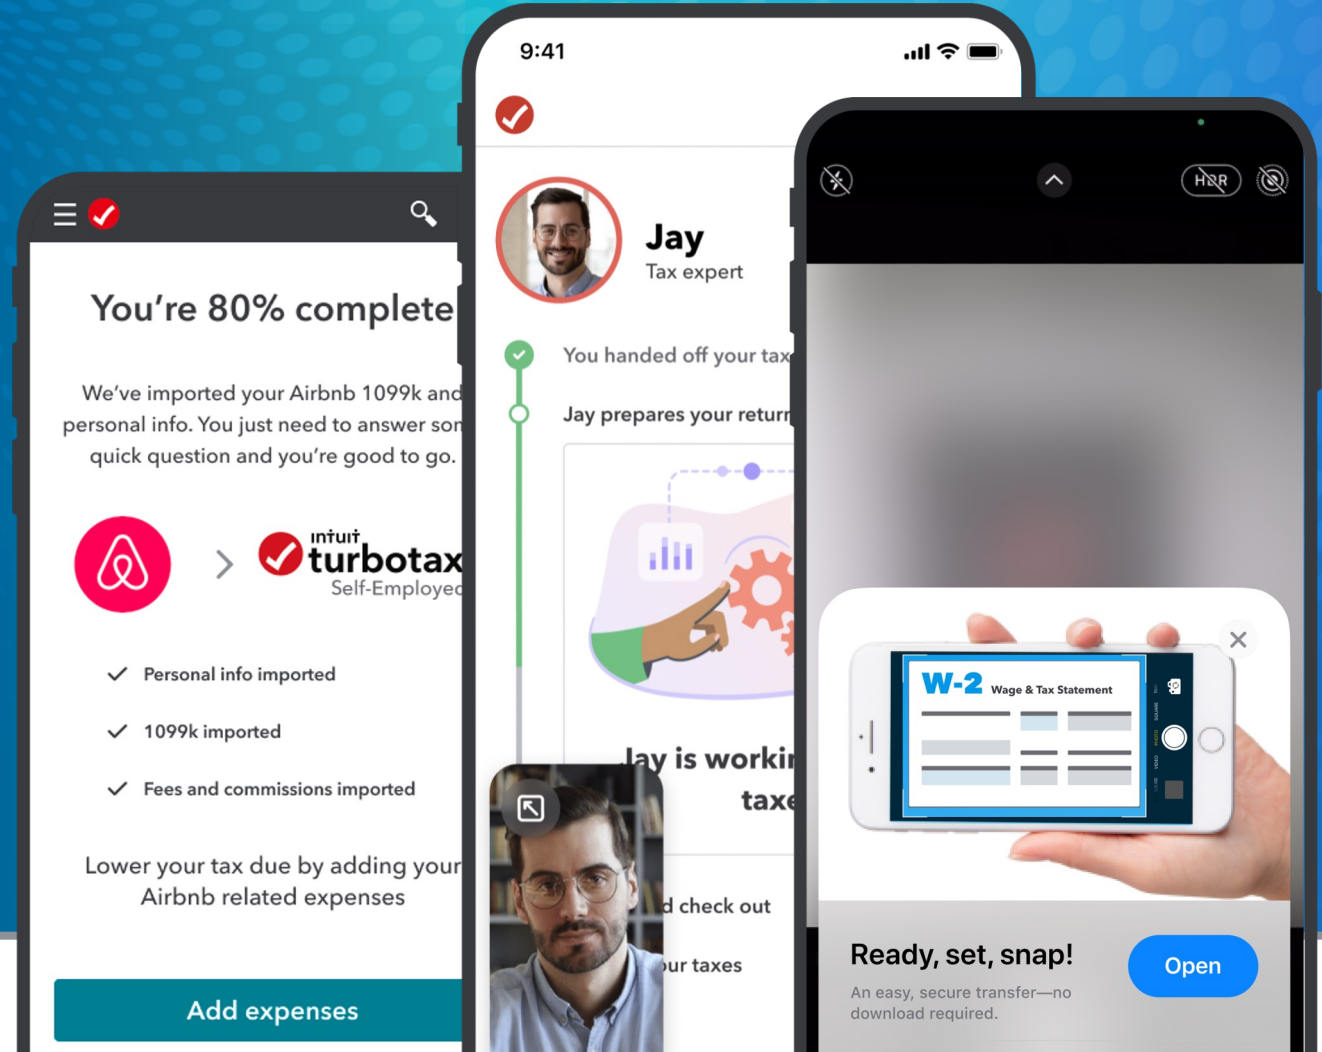 You're 80% complete
We've imported your Airbnb 1099k and
personal info. You just need to answer
quick question and you're good to go.
intuit
turbotax
Self-Employed
Personal info imported
1099k imported
Fees and commissions imported
Lower your tax due by adding your
Airbnb related expenses
Add expenses
9:41
Jay
Tax expert
You handed off your tax
Jay prepares your return
Jay is
taxe
check out
taxes
HDR
W-2 Wage & Tax Statement
SQUARE
PHOTO
VIDEO
Ready, set, snap!
Open
An easy, secure transfer—no
download required.